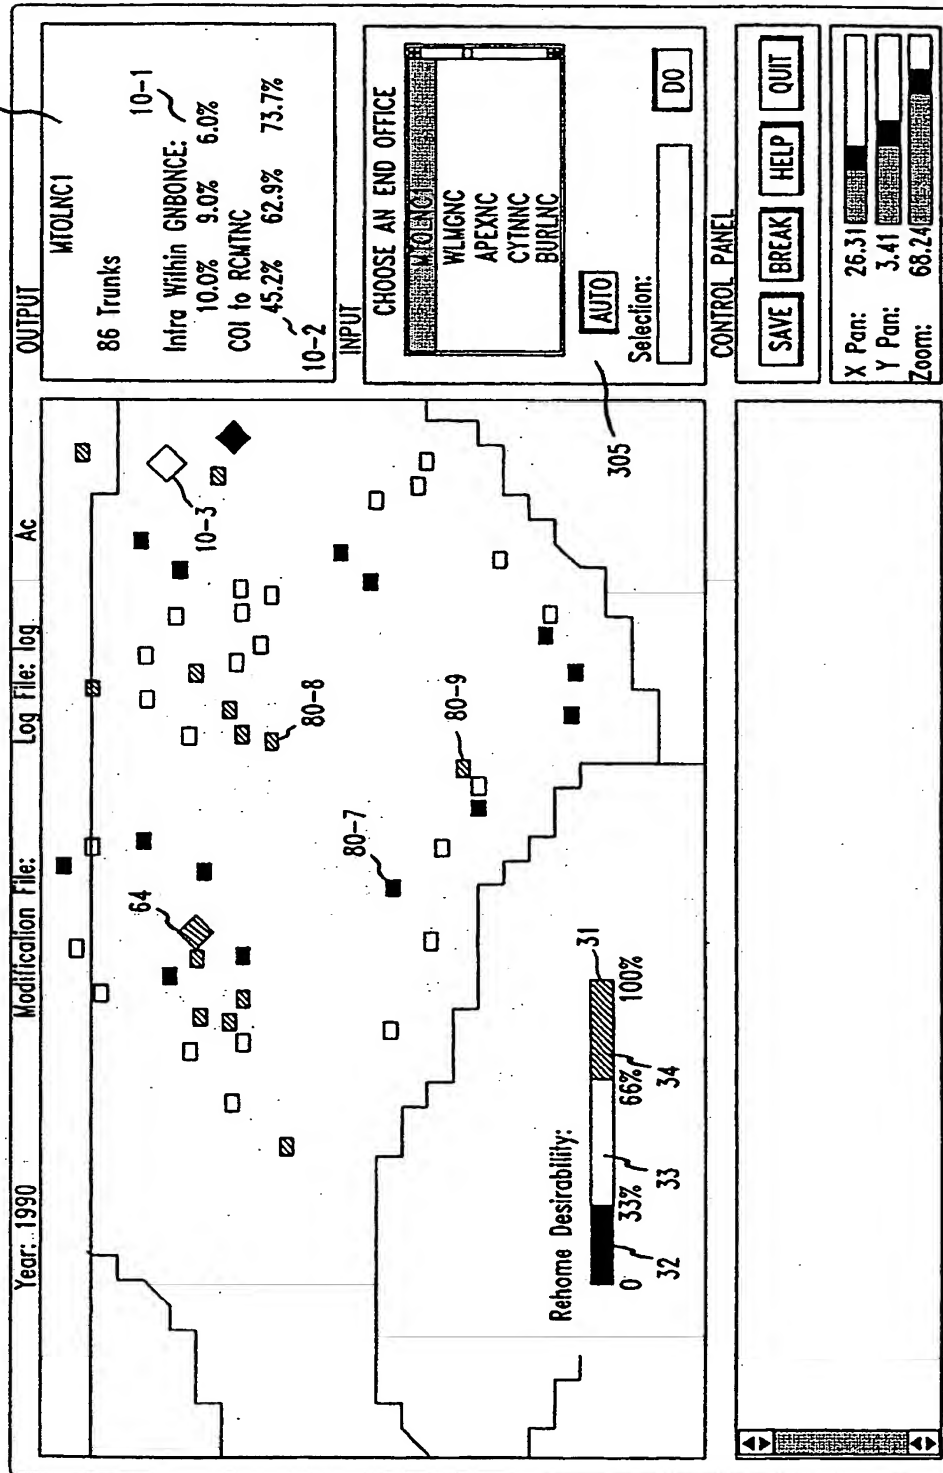 Year: 1990 Modification File: Log File: log Ac
64
10-3
80-8
80-7
80-9
305
Rehome Desirability:
31
0 33% 66% 100%
32 33 34
OUTPUT
MTOLNC1
86 Trunks
10-1
Intra Within GNBONCE:
10.0% 9.0% 6.0%
COI to RCMTNC
45.2% 62.9% 73.7%
10-2
INPUT
CHOOSE AN END OFFICE
MTOLNC1
WLMGNC
APEXNC
CYTNNC
BURLNC
AUTO
Selection:
DO
CONTROL PANEL
SAVE BREAK HELP QUIT
X Pan: 26.31
Y Pan: 3.41
Zoom: 68.24